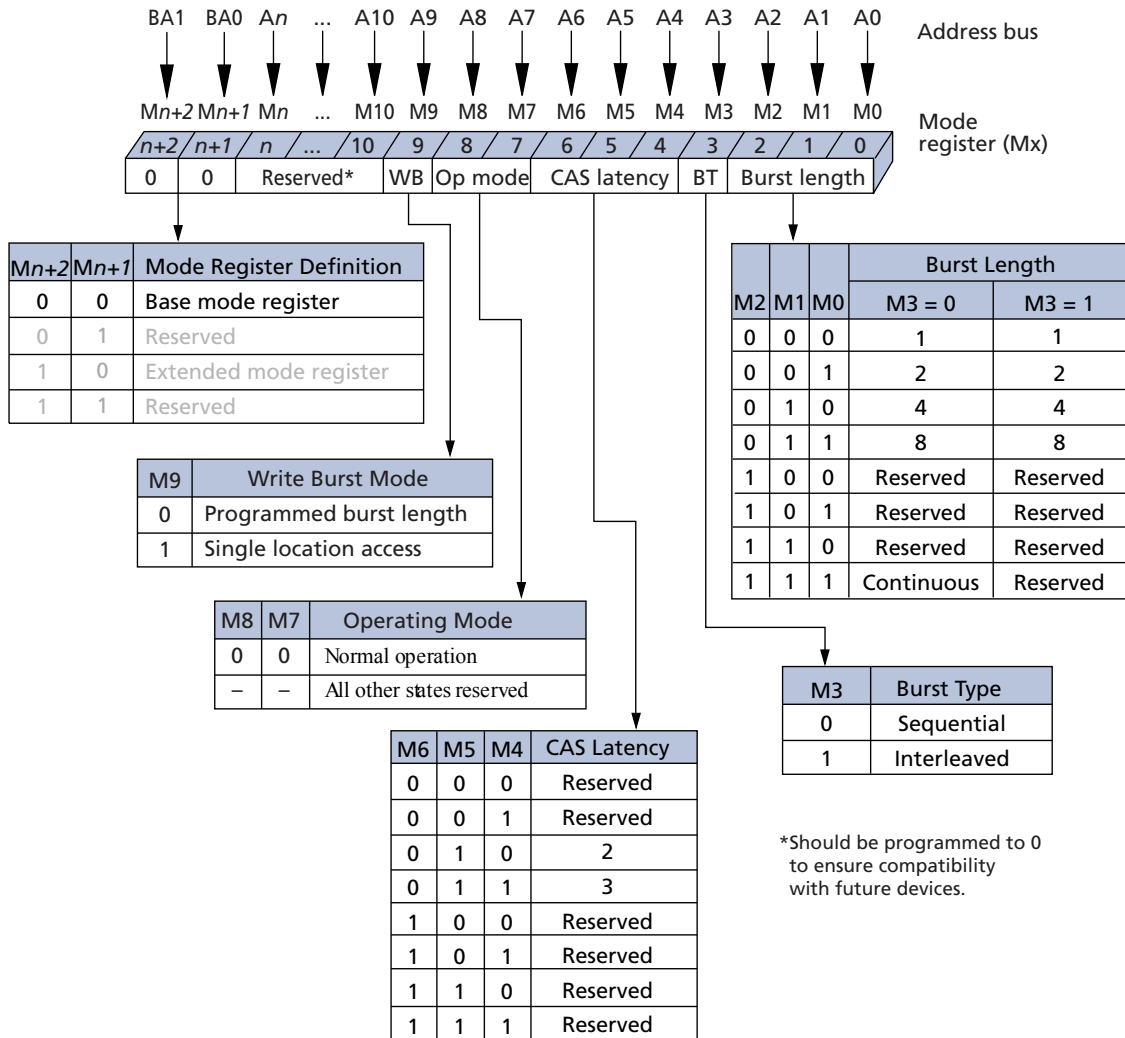 BA1 BA0 An ... A10 A9 A8 A7 A6 A5 A4 A3 A2 A1 A0 Address bus
Mn+2 Mn+1 Mn ... M10 M9 M8 M7 M6 M5 M4 M3 M2 M1 M0 Mode register (Mx)
n+2 n+1 n ... 10 9 8 7 6 5 4 3 2 1 0
0 0 Reserved* WB Op mode CAS latency BT Burst length
Mn+2 Mn+1 Mode Register Definition
0 0 Base mode register
0 1 Reserved
1 0 Extended mode register
1 1 Reserved
Burst Length
M2 M1 M0 M3 = 0 M3 = 1
0 0 0 1 1
0 0 1 2 2
0 1 0 4 4
0 1 1 8 8
1 0 0 Reserved Reserved
1 0 1 Reserved Reserved
1 1 0 Reserved Reserved
1 1 1 Continuous Reserved
M9 Write Burst Mode
0 Programmed burst length
1 Single location access
M8 M7 Operating Mode
0 0 Normal operation
– – All other states reserved
M3 Burst Type
0 Sequential
1 Interleaved
M6 M5 M4 CAS Latency
0 0 0 Reserved
0 0 1 Reserved
0 1 0 2
0 1 1 3
1 0 0 Reserved
1 0 1 Reserved
1 1 0 Reserved
1 1 1 Reserved
*Should be programmed to 0
to ensure compatibility
with future devices.